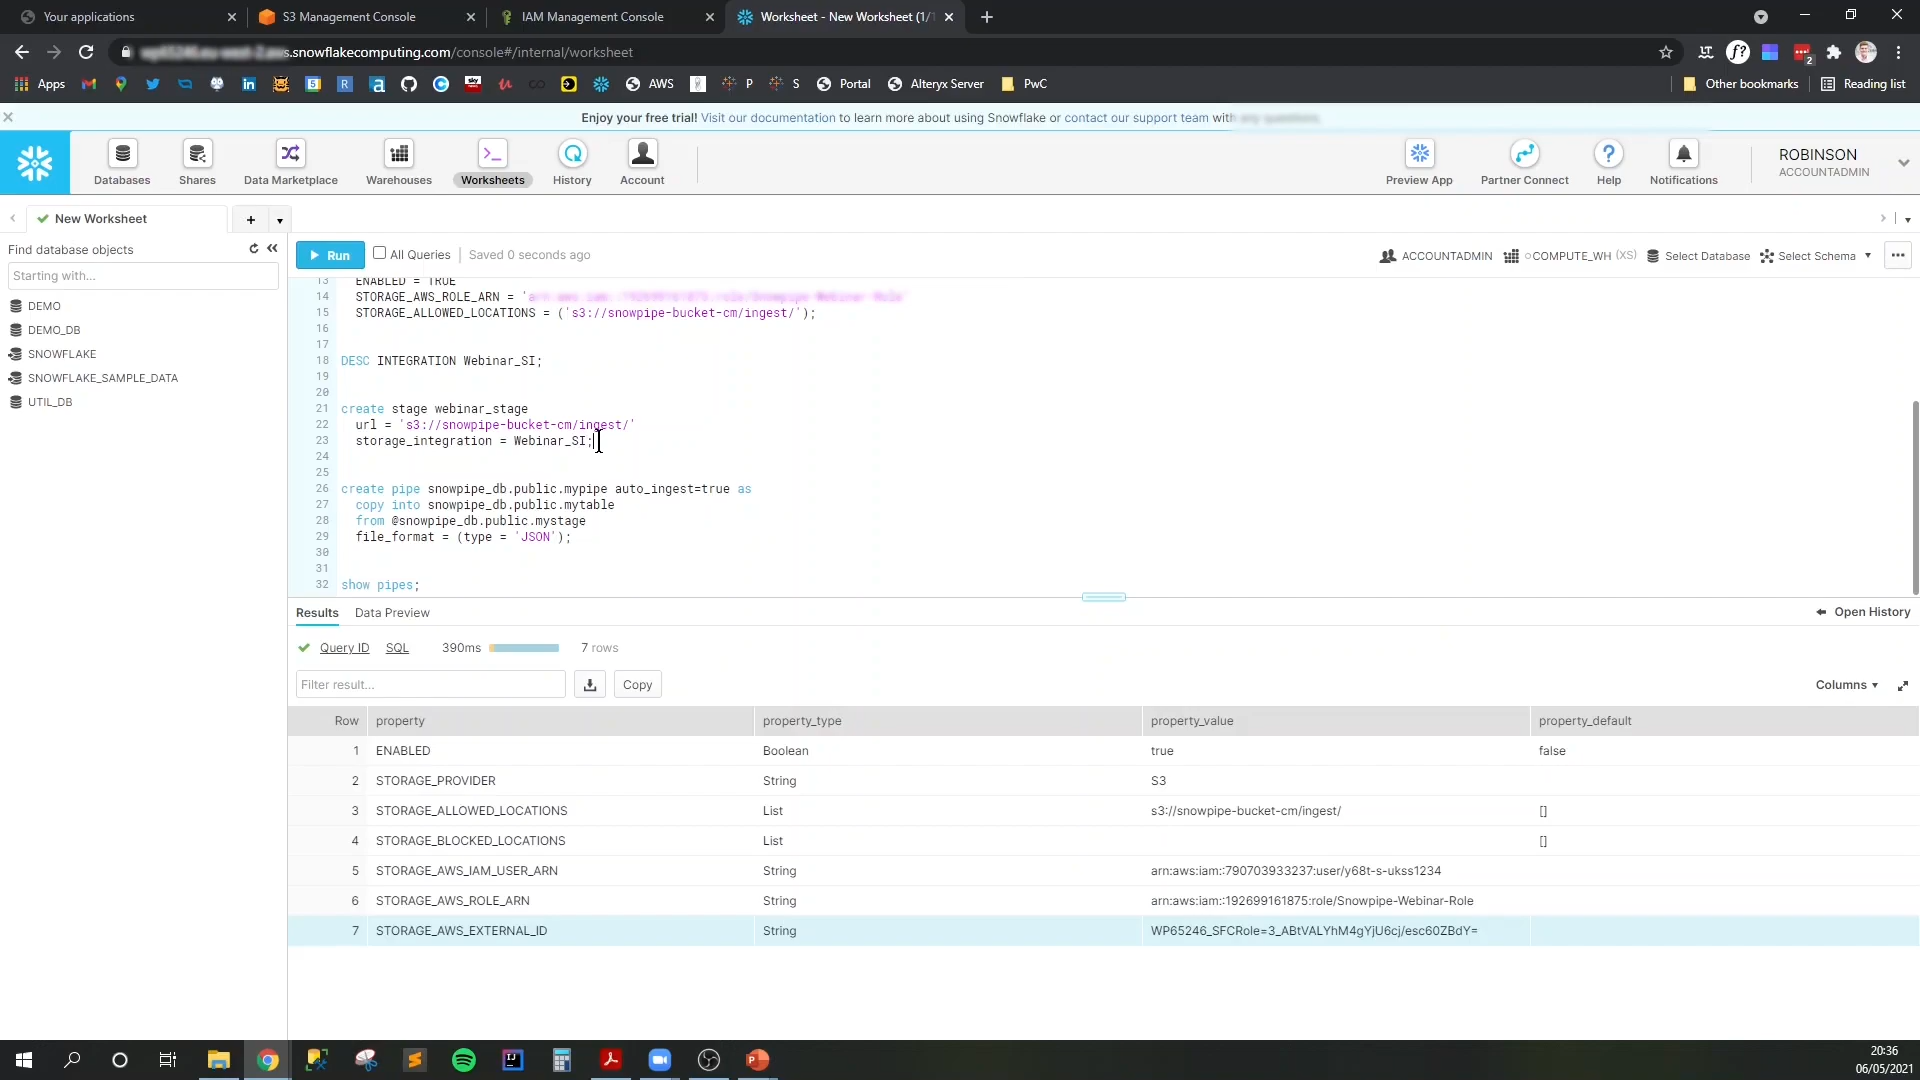 Your applications
S3 Management Console
IAM Management Console
Worksheet - New Worksheet (1/1
.snowflakecomputing.com/console#/internal/worksheet
Apps
AWS
P
S
Portal
Alteryx Server
PwC
Other bookmarks
Reading list
Enjoy your free trial! Visit our documentation to learn more about using Snowflake or contact our support team with any questions.
Databases
Shares
Data Marketplace
Warehouses
Worksheets
History
Account
Preview App
Partner Connect
Help
Notifications
ROBINSON
ACCOUNTADMIN
New Worksheet
Find database objects
Starting with...
DEMO
DEMO_DB
SNOWFLAKE
SNOWFLAKE_SAMPLE_DATA
UTIL_DB
Run
All Queries
Saved 0 seconds ago
ACCOUNTADMIN
COMPUTE_WH (XS)
Select Database
Select Schema
13 ENABLED = TRUE
14 STORAGE_AWS_ROLE_ARN = '
15 STORAGE_ALLOWED_LOCATIONS = ('s3://snowpipe-bucket-cm/ingest/');
16
17
18 DESC INTEGRATION Webinar_SI;
19
20
21 create stage webinar_stage
22 url = 's3://snowpipe-bucket-cm/ingest/'
23 storage_integration = Webinar_SI;
24
25
26 create pipe snowpipe_db.public.mypipe auto_ingest=true as
27 copy into snowpipe_db.public.mytable
28 from @snowpipe_db.public.mystage
29 file_format = (type = 'JSON');
30
31
32 show pipes;
Results
Data Preview
Open History
Query ID SQL 390ms 7 rows
Filter result...
Copy
Columns
Row property property_type property_value property_default
1 ENABLED Boolean true false
2 STORAGE_PROVIDER String S3
3 STORAGE_ALLOWED_LOCATIONS List s3://snowpipe-bucket-cm/ingest/ []
4 STORAGE_BLOCKED_LOCATIONS List []
5 STORAGE_AWS_IAM_USER_ARN String arn:aws:iam::790703933237:user/y68t-s-ukss1234
6 STORAGE_AWS_ROLE_ARN String arn:aws:iam::192699161875:role/Snowpipe-Webinar-Role
7 STORAGE_AWS_EXTERNAL_ID String WP65246_SFCRole=3_ABtVALYhM4gYjU6cj/esc60ZBdY=
20:36
06/05/2021